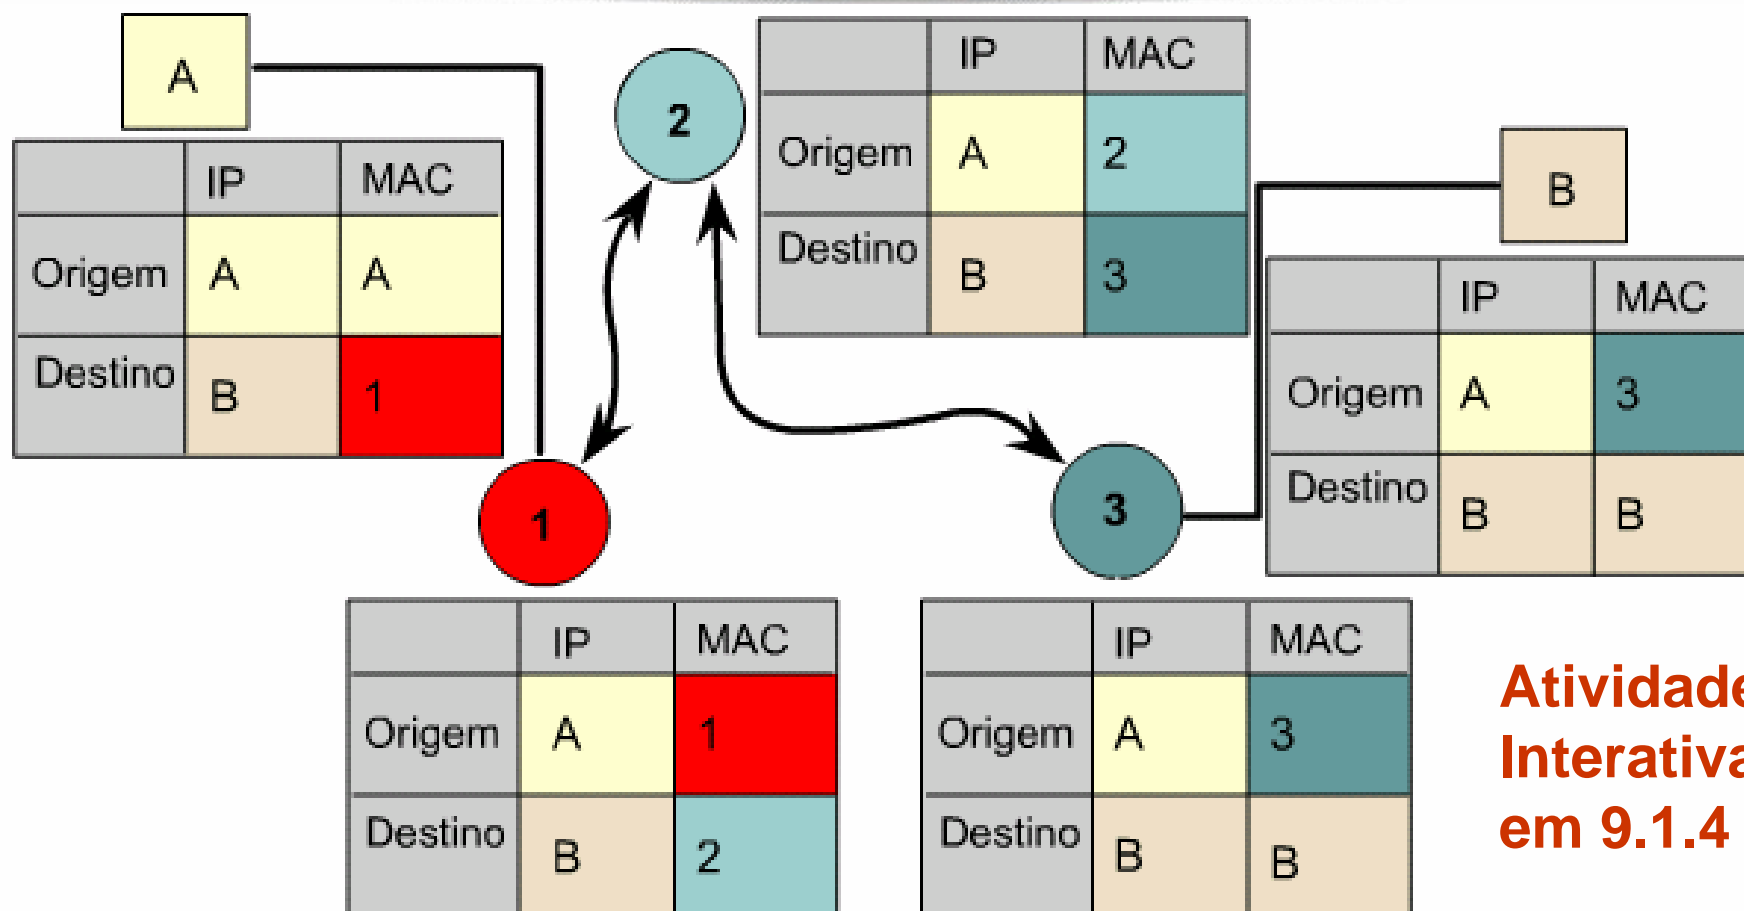 A
IP MAC
Origem A A
Destino B 1
2
IP MAC
Origem A 2
Destino B 3
B
IP MAC
Origem A 3
Destino B B
1
3
IP MAC
Origem A 1
Destino B 2
IP MAC
Origem A 3
Destino B B
Atividade
Interativa
em 9.1.4